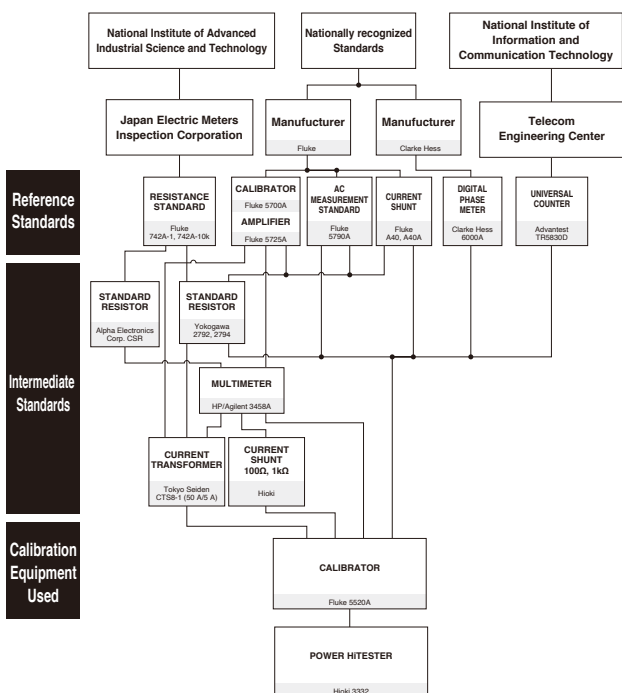 National Institute of Advanced
Industrial Science and Technology
Nationally recognized
Standards
National Institute of
Information and
Communication Technology
Japan Electric Meters
Inspection Corporation
Manufucturer
Fluke
Manufucturer
Clarke Hess
Telecom
Engineering Center
Reference
Standards
RESISTANCE
STANDARD
Fluke
742A-1, 742A-10k
CALIBRATOR
Fluke 5700A
AMPLIFIER
Fluke 5725A
AC
MEASUREMENT
STANDARD
Fluke
5790A
CURRENT
SHUNT
Fluke
A40, A40A
DIGITAL
PHASE
METER
Clarke Hess
6000A
UNIVERSAL
COUNTER
Advantest
TR5830D
Intermediate
Standards
STANDARD
RESISTOR
Alpha Electronics
Corp. CSR
STANDARD
RESISTOR
Yokogawa
2792, 2794
MULTIMETER
HP/Agilent 3458A
CURRENT
TRANSFORMER
Tokyo Seiden
CTS8-1 (50 A/5 A)
CURRENT
SHUNT
100Ω, 1kΩ
Hioki
Calibration
Equipment
Used
CALIBRATOR
Fluke 5520A
POWER HiTESTER
Hioki 3332